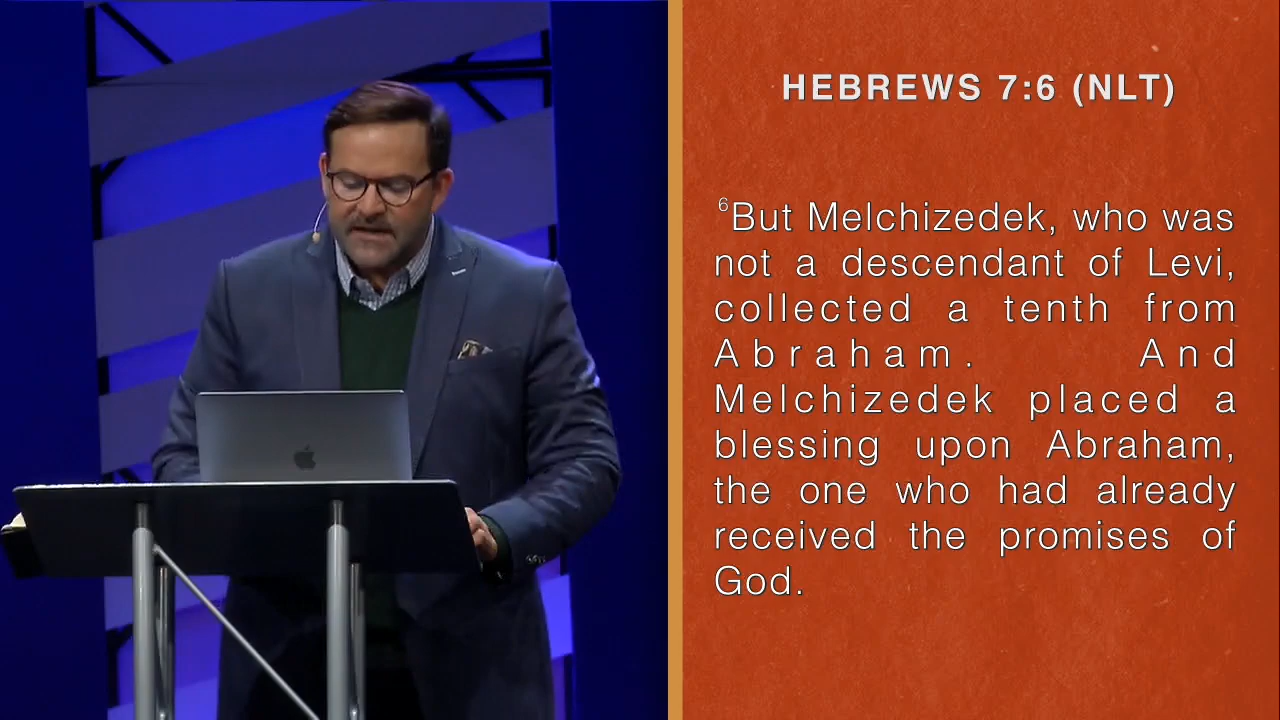 HEBREWS 7:6 (NLT)
⁶But Melchizedek, who was
not a descendant of Levi,
collected a tenth from
Abraham. And
Melchizedek placed a
blessing upon Abraham,
the one who had already
received the promises of
God.